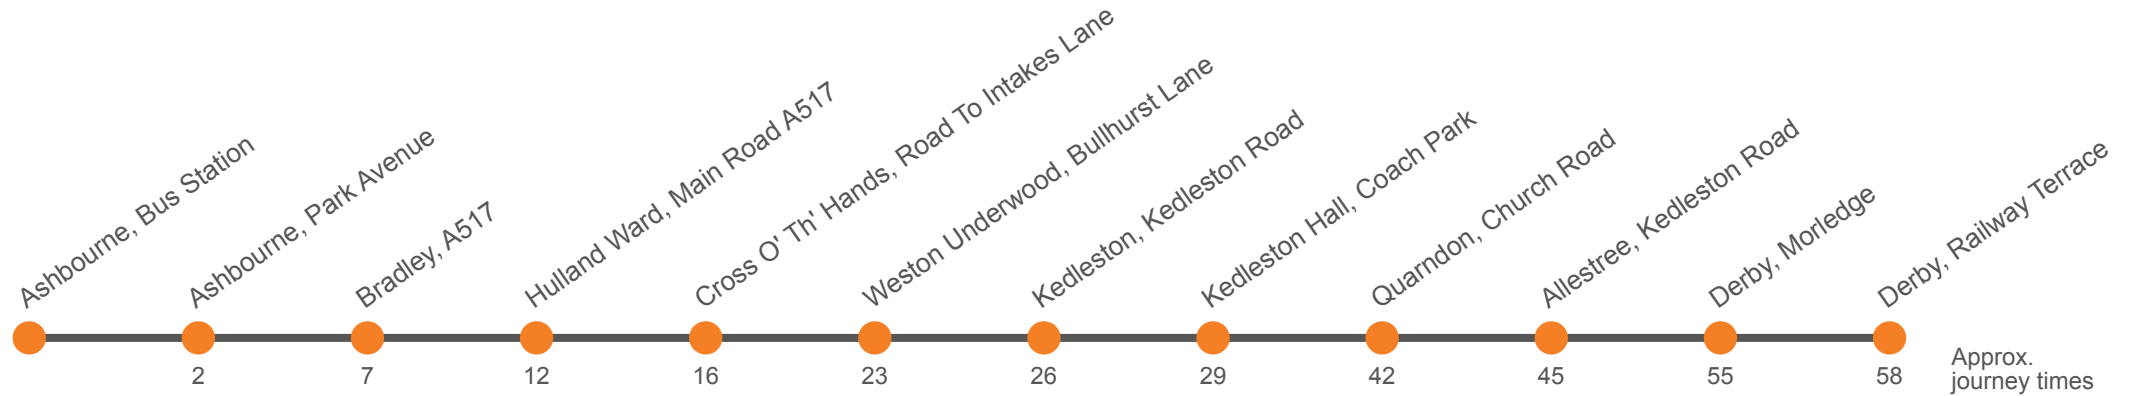 Ashbourne, Bus Station
Ashbourne, Park Avenue
Bradley, A517
Hulland Ward, Main Road A517
Cross O' Th' Hands, Road To Intakes Lane
Weston Underwood, Bullhurst Lane
Kedleston, Kedleston Road
Kedleston Hall, Coach Park
Quarndon, Church Road
Allestree, Kedleston Road
Derby, Morledge
Derby, Railway Terrace
2 7 12 16 23 26 29 42 45 55 58
Approx.
journey times